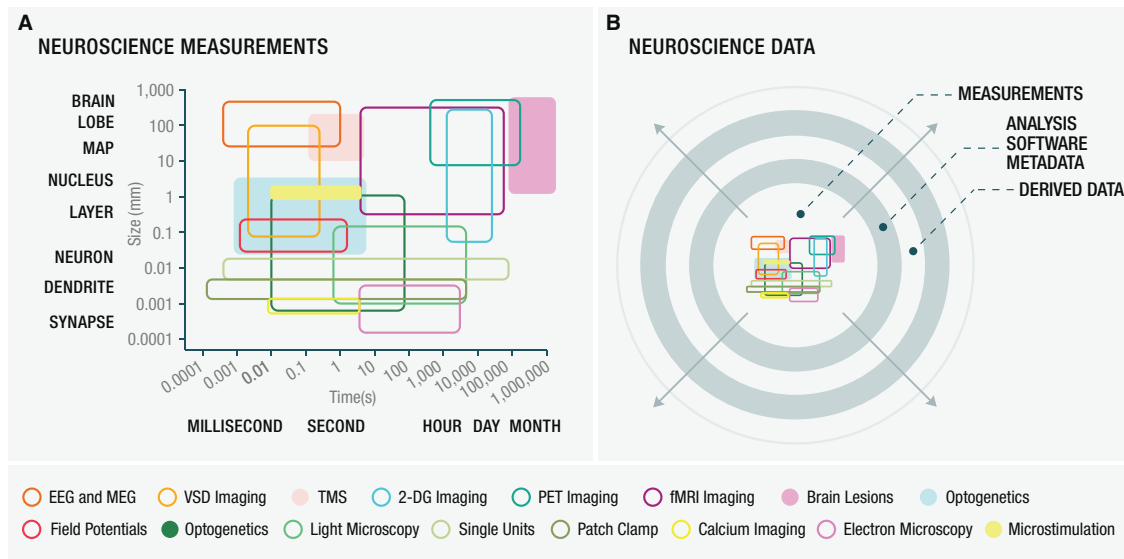 A
NEUROSCIENCE MEASUREMENTS
BRAIN
LOBE
MAP
NUCLEUS
LAYER
NEURON
DENDRITE
SYNAPSE
Size (mm)
1,000
100
10
1
0.1
0.01
0.001
0.0001
0.0001
0.001
0.01
0.1
1
10
100
1,000
10,000
100,000
1,000,000
Time(s)
MILLISECOND SECOND HOUR DAY MONTH
B
NEUROSCIENCE DATA
MEASUREMENTS
ANALYSIS
SOFTWARE
METADATA
DERIVED DATA
EEG and MEG VSD Imaging TMS 2-DG Imaging PET Imaging fMRI Imaging Brain Lesions Optogenetics
Field Potentials Optogenetics Light Microscopy Single Units Patch Clamp Calcium Imaging Electron Microscopy Microstimulation